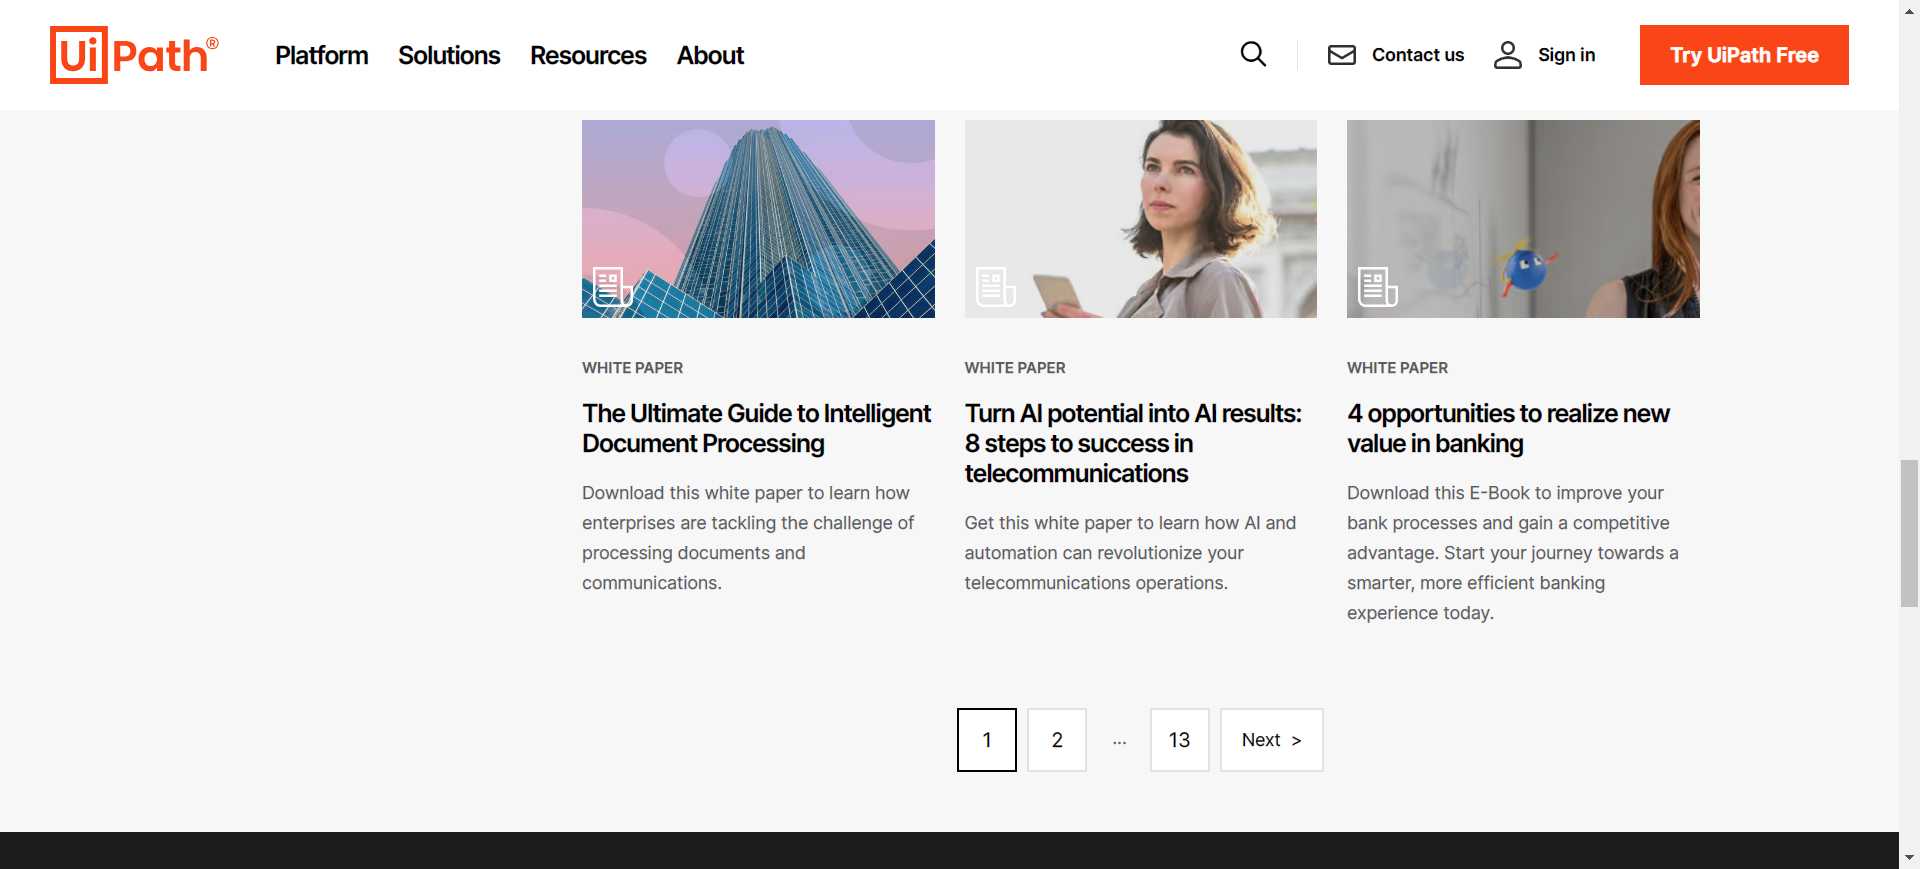 UiPath®
Platform Solutions Resources About
Contact us
Sign in
Try UiPath Free
WHITE PAPER
The Ultimate Guide to Intelligent
Document Processing
Download this white paper to learn how
enterprises are tackling the challenge of
processing documents and
communications.
WHITE PAPER
Turn AI potential into AI results:
8 steps to success in
telecommunications
Get this white paper to learn how AI and
automation can revolutionize your
telecommunications operations.
WHITE PAPER
4 opportunities to realize new
value in banking
Download this E-Book to improve your
bank processes and gain a competitive
advantage. Start your journey towards a
smarter, more efficient banking
experience today.
1 2 ... 13 Next >